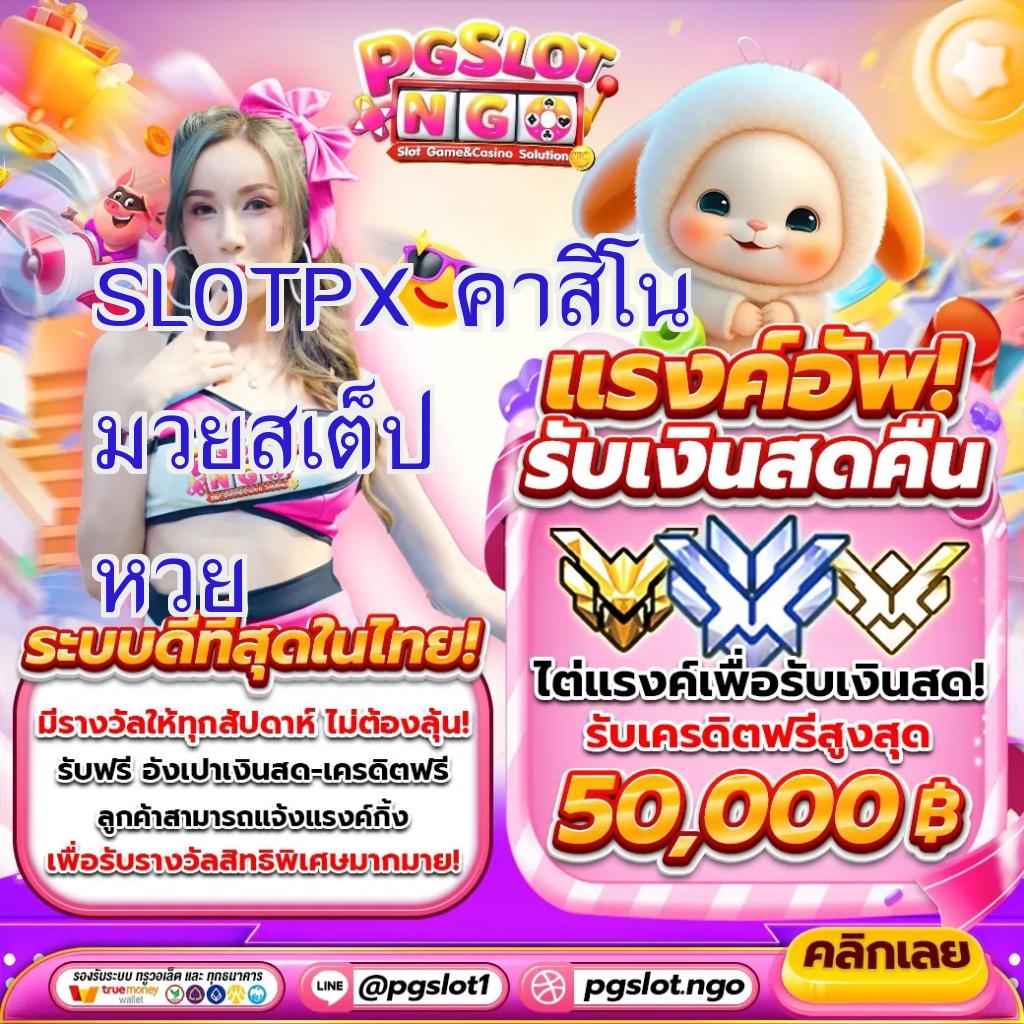 PGSLOT
NGO
Slot Game&Casino Solution
SLOTPX คาสิโน
มวยสเต็ป
หวย
แรงค์อัพ!
รับเงินสดคืน
ระบบดีที่สุดในไทย!
มีรางวัลให้ทุกสัปดาห์ ไม่ต้องลุ้น!
รับฟรี อังเปาเงินสด-เครดิตฟรี
ลูกค้าสามารถแจ้งแรงค์กิ้ง
เพื่อรับรางวัลสิทธิพิเศษมากมาย!
ไต่แรงค์เพื่อรับเงินสด!
รับเครดิตฟรีสูงสุด
50,000 ฿
คลิกเลย
รองรับระบบ ทรูวอเล็ต และ ทุกธนาคาร
truemoney
wallet
LINE @pgslot1
pgslot.ngo